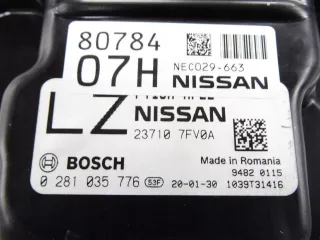 80784
NEC029-663
07H NISSAN
LZ NISSAN
23710 7FV0A
BOSCH
Made in Romania
9482 0115
0 281 035 776 53F 20-01-30 1039T31416